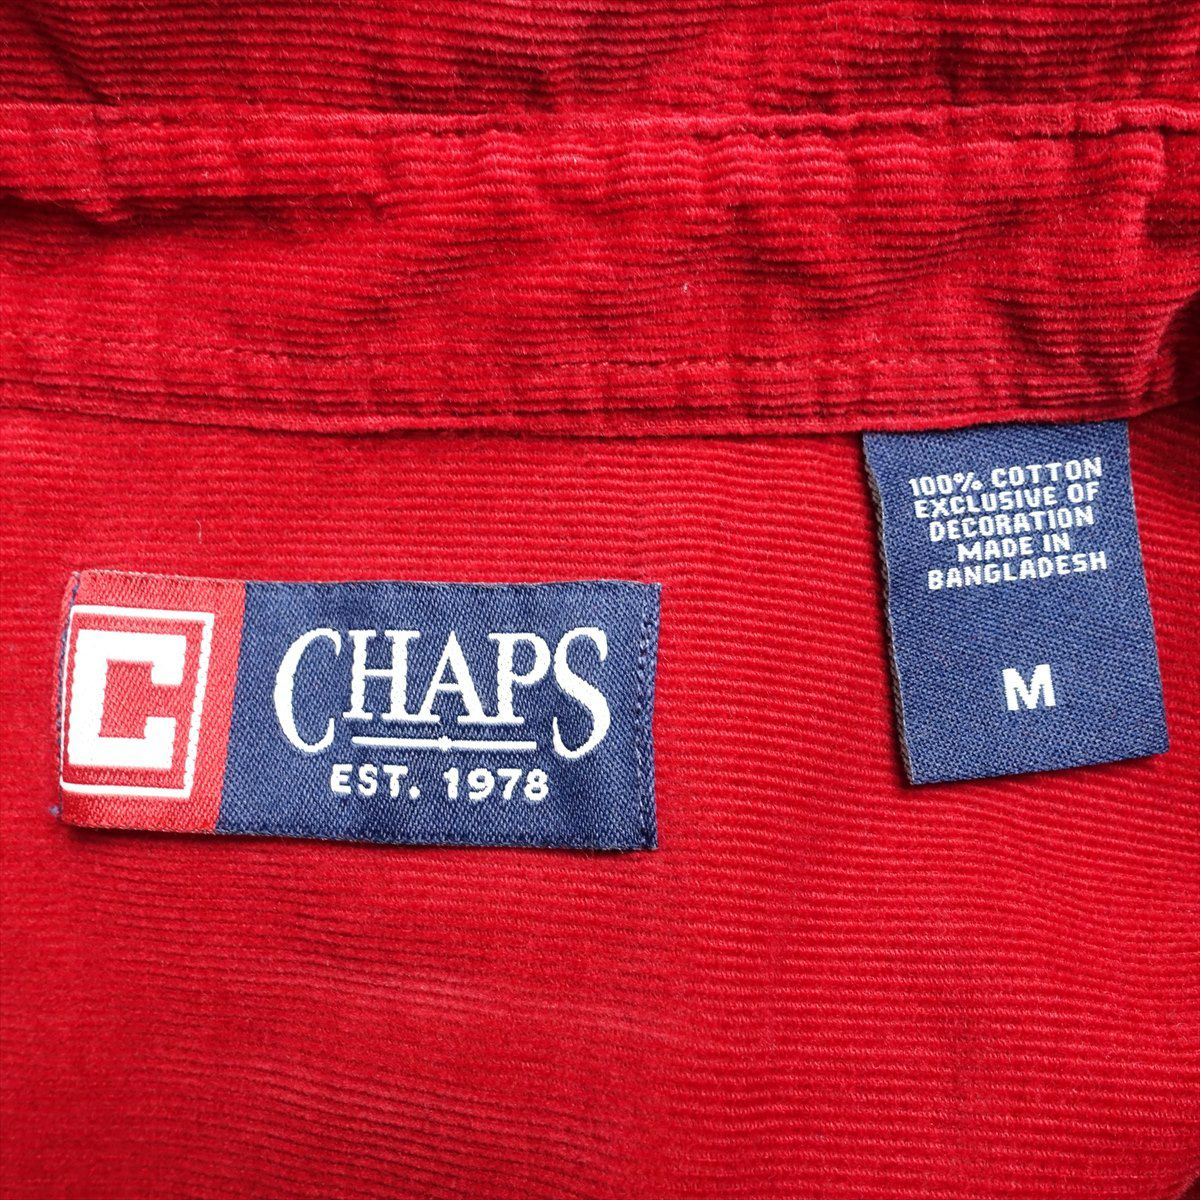 C
CHAPS
EST. 1978
100% COTTON
EXCLUSIVE OF
DECORATION
MADE IN
BANGLADESH
M